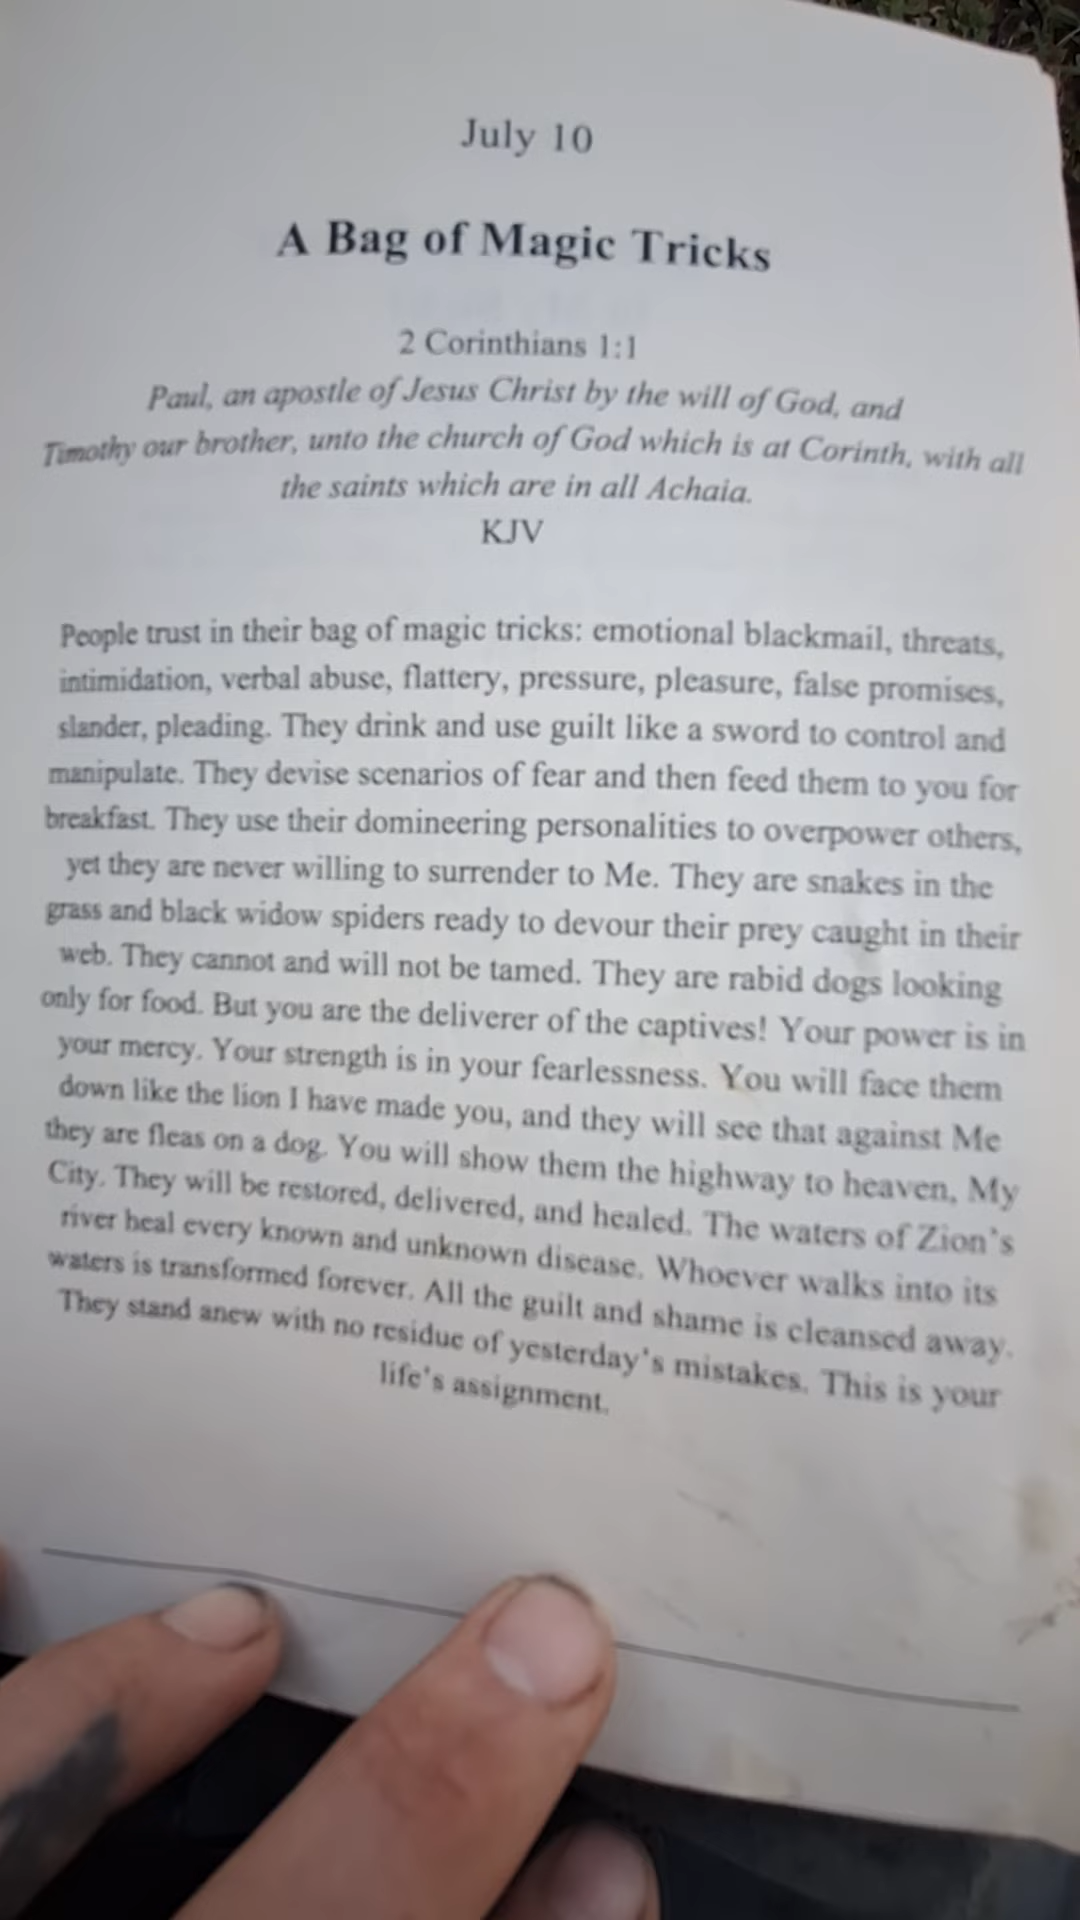 July 10
A Bag of Magic Tricks
2 Corinthians 1:1
Paul, an apostle of Jesus Christ by the will of God, and
Timothy our brother, unto the church of God which is at Corinth, with all
the saints which are in all Achaia.
KJV
People trust in their bag of magic tricks: emotional blackmail, threats,
intimidation, verbal abuse, flattery, pressure, pleasure, false promises,
slander, pleading. They drink and use guilt like a sword to control and
manipulate. They devise scenarios of fear and then feed them to you for
breakfast. They use their domineering personalities to overpower others,
yet they are never willing to surrender to Me. They are snakes in the
grass and black widow spiders ready to devour their prey caught in their
web. They cannot and will not be tamed. They are rabid dogs looking
only for food. But you are the deliverer of the captives! Your power is in
your mercy. Your strength is in your fearlessness. You will face them
down like the lion I have made you, and they will see that against Me
they are fleas on a dog. You will show them the highway to heaven, My
City. They will be restored, delivered, and healed. The waters of Zion's
river heal every known and unknown disease. Whoever walks into its
waters is transformed forever. All the guilt and shame is cleansed away.
They stand anew with no residue of yesterday's mistakes. This is your
life's assignment.